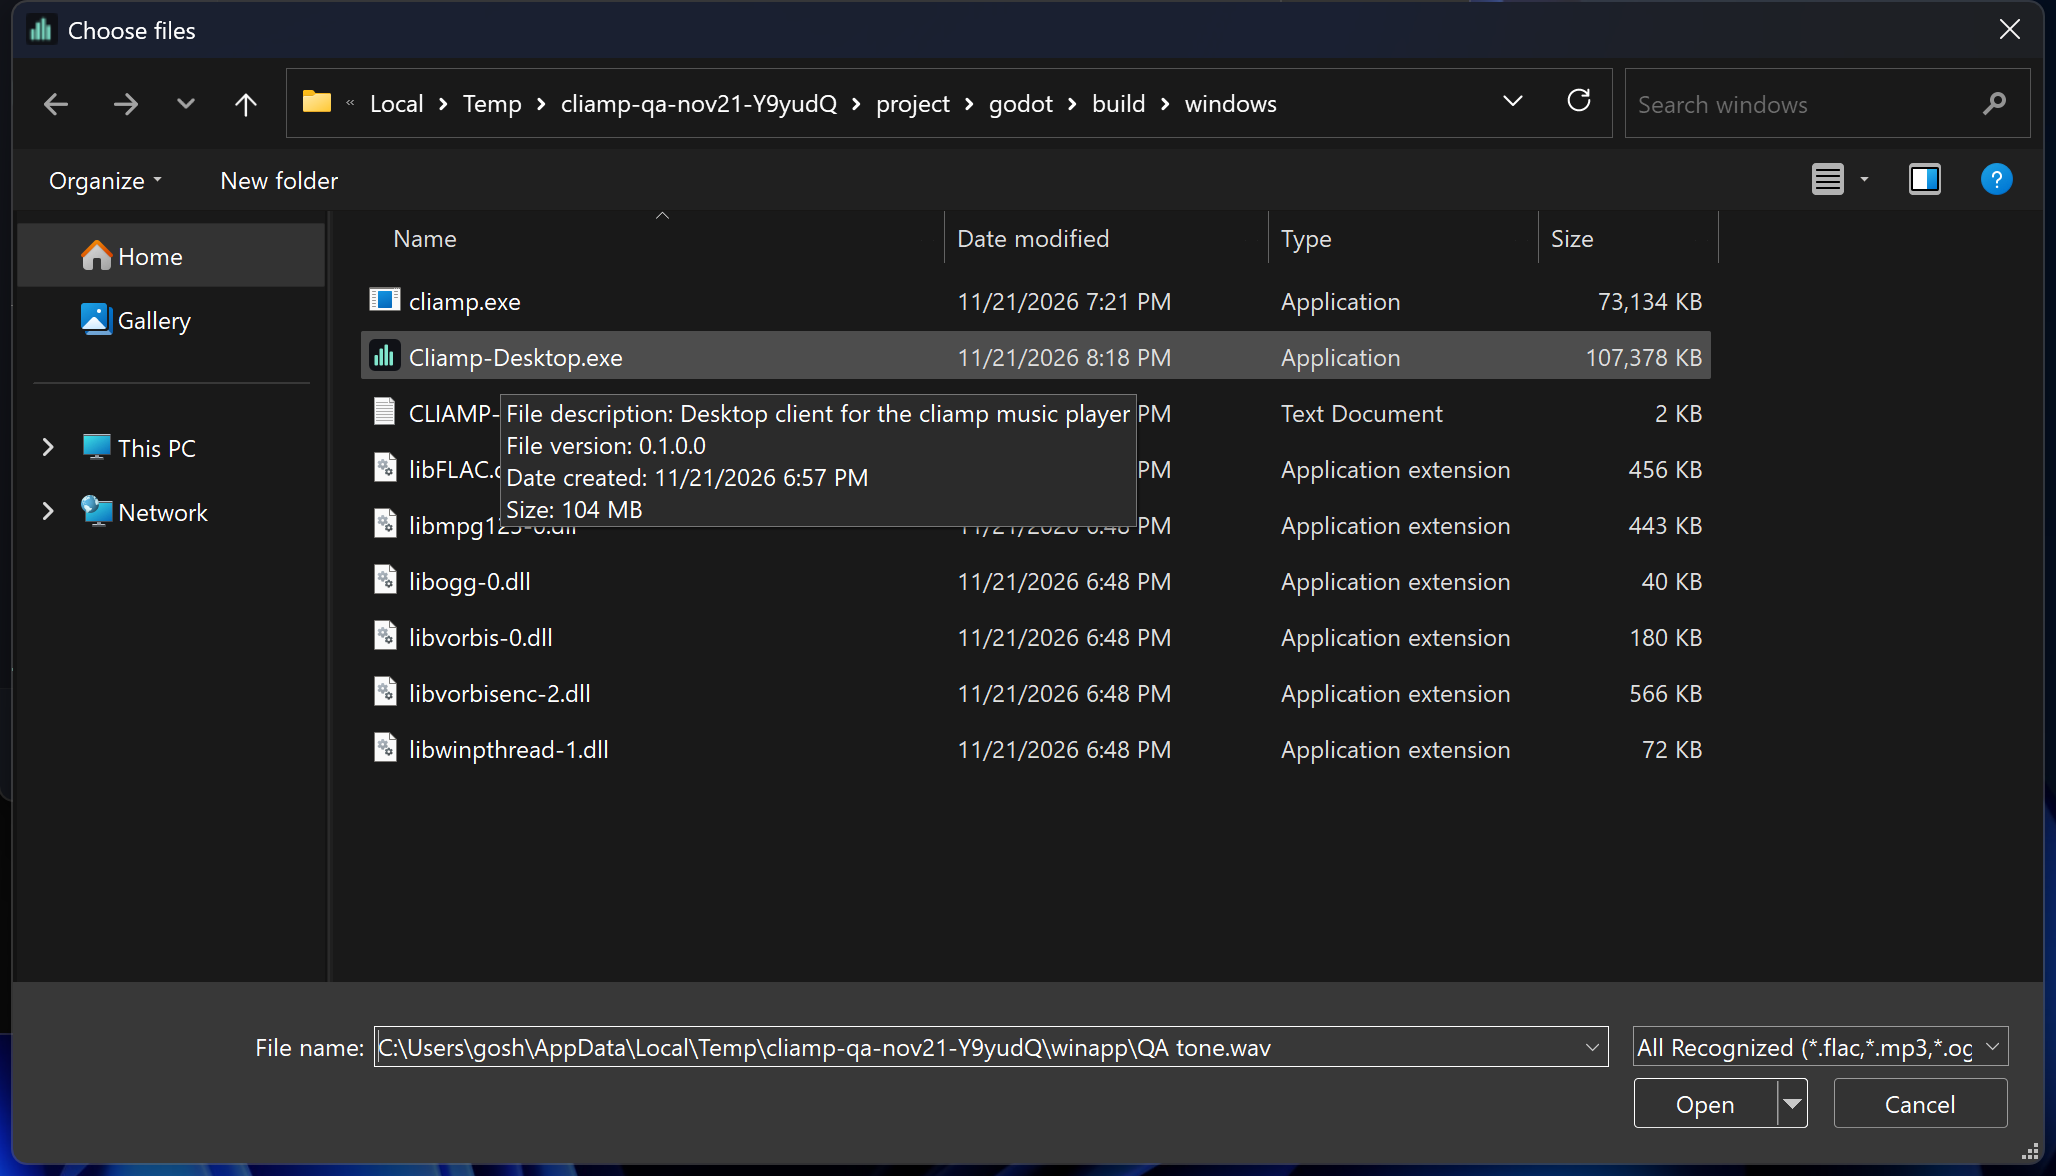 Choose files
« Local > Temp > cliamp-qa-nov21-Y9yudQ > project > godot > build > windows
Search windows
Organize
New folder
?
Home
Gallery
This PC
Network
Name Date modified Type Size
cliamp.exe 11/21/2026 7:21 PM Application 73,134 KB
Cliamp-Desktop.exe 11/21/2026 8:18 PM Application 107,378 KB
CLIAMP- PM Text Document 2 KB
libFLAC. PM Application extension 456 KB
libmpg123-0.dll 11/21/2026 6:48 PM Application extension 443 KB
File description: Desktop client for the cliamp music player
File version: 0.1.0.0
Date created: 11/21/2026 6:57 PM
Size: 104 MB
libogg-0.dll 11/21/2026 6:48 PM Application extension 40 KB
libvorbis-0.dll 11/21/2026 6:48 PM Application extension 180 KB
libvorbisenc-2.dll 11/21/2026 6:48 PM Application extension 566 KB
libwinpthread-1.dll 11/21/2026 6:48 PM Application extension 72 KB
File name: C:\Users\gosh\AppData\Local\Temp\cliamp-qa-nov21-Y9yudQ\winapp\QA tone.wav
All Recognized (*.flac,*.mp3,*.og
Open
Cancel